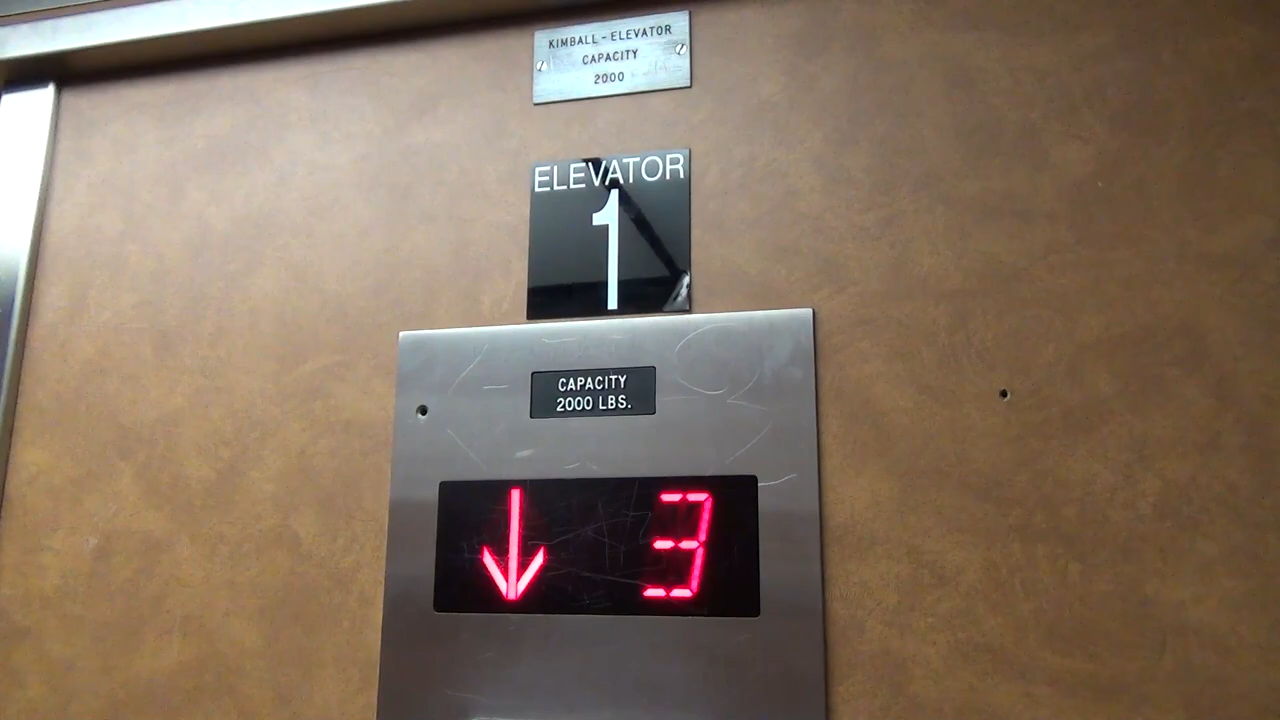 KIMBALL-ELEVATOR
CAPACITY
2000
ELEVATOR
1
CAPACITY
2000 LBS.
↓ 3